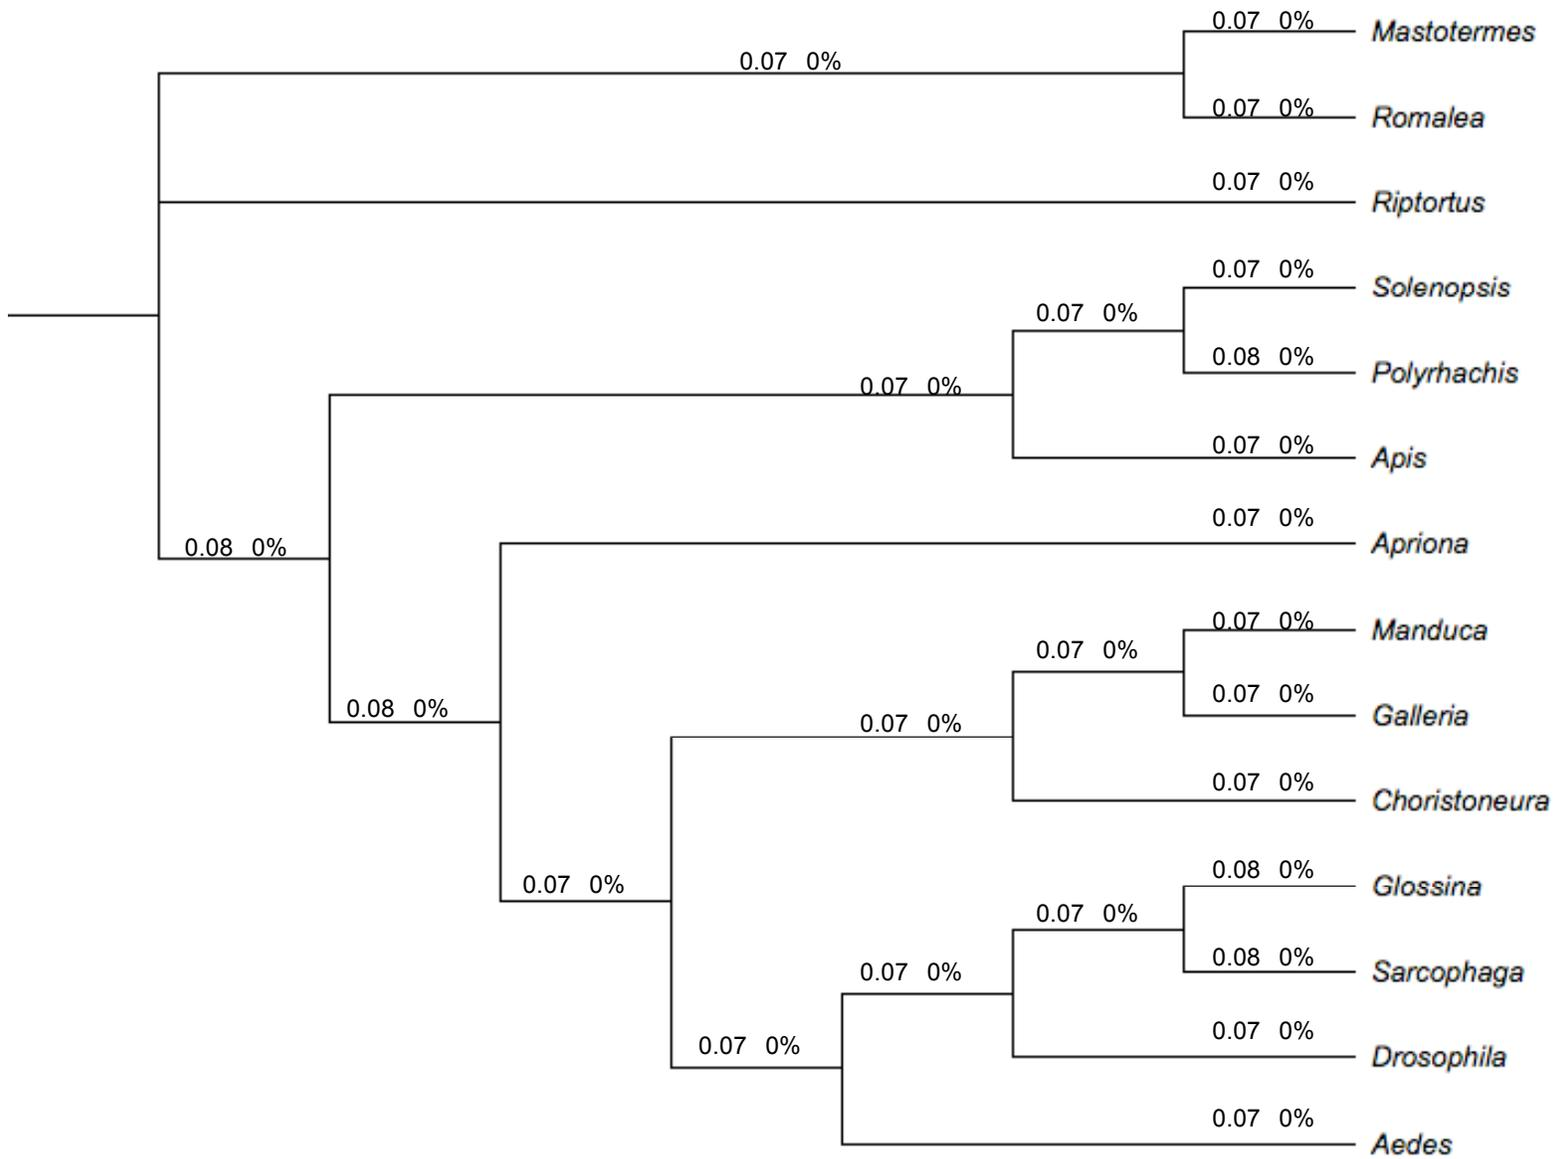 0.07 0% Mastotermes
0.07 0%
0.07 0% Romalea
0.07 0% Riptortus
0.07 0% Solenopsis
0.07 0%
0.08 0% Polyrhachis
0.07 0%
0.07 0% Apis
0.07 0% Apriona
0.08 0%
0.07 0% Manduca
0.07 0%
0.07 0% Galleria
0.08 0%
0.07 0%
0.07 0% Choristoneura
0.08 0% Glossina
0.07 0%
0.07 0%
0.08 0% Sarcophaga
0.07 0%
0.07 0% Drosophila
0.07 0%
0.07 0% Aedes